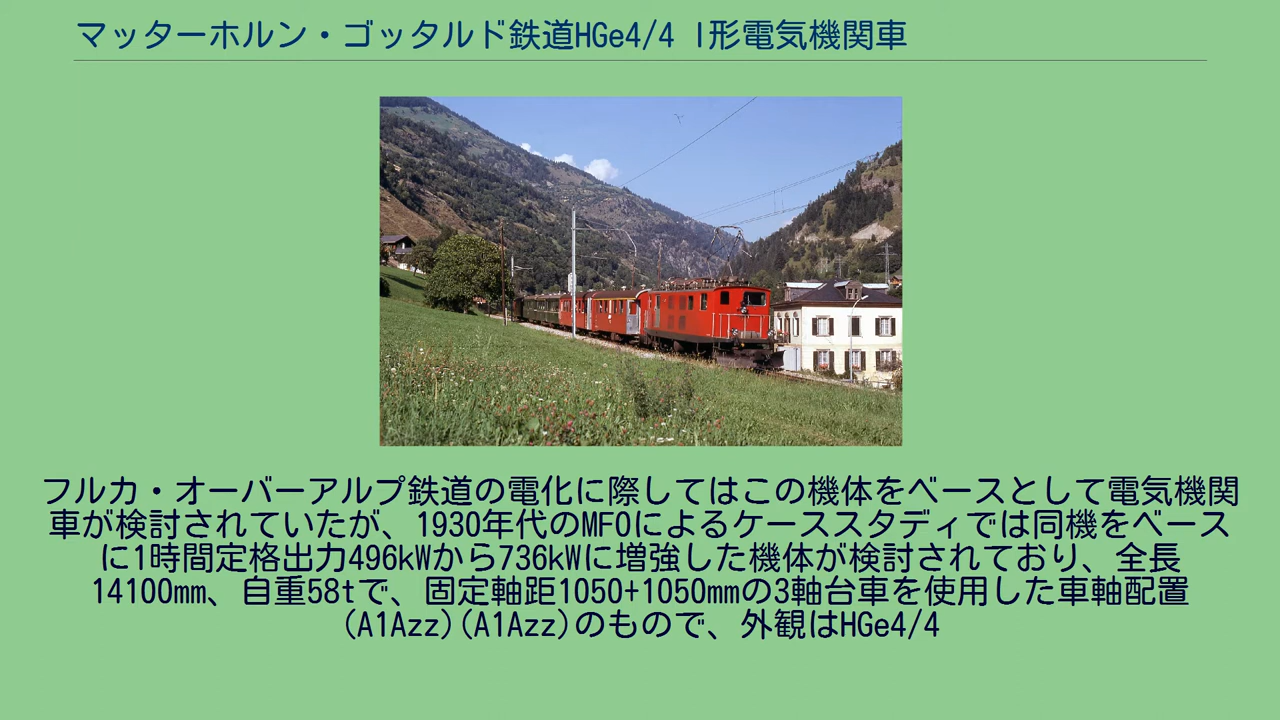 マッターホルン・ゴッタルド鉄道HGe4/4 I形電気機関車
フルカ・オーバーアルプ鉄道の電化に際してはこの機体をベースとして電気機関
車が検討されていたが、1930年代のMFOによるケーススタディでは同機をベース
に1時間定格出力496kWから736kWに増強した機体が検討されており、全長
14100mm、自重58tで、固定軸距1050+1050mmの3軸台車を使用した車軸配置
(A1Azz)(A1Azz)のもので、外観はHGe4/4